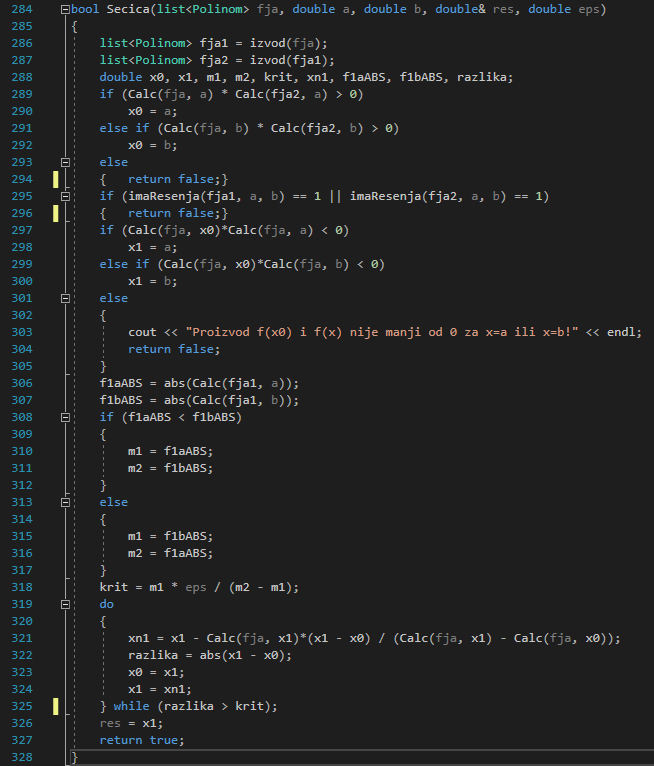 284 bool Secica(list<Polinom> fja, double a, double b, double& res, double eps)
285 {
286     list<Polinom> fja1 = izvod(fja);
287     list<Polinom> fja2 = izvod(fja1);
288     double x0, x1, m1, m2, krit, xn1, f1aABS, f1bABS, razlika;
289     if (Calc(fja, a) * Calc(fja2, a) > 0)
290         x0 = a;
291     else if (Calc(fja, b) * Calc(fja2, b) > 0)
292         x0 = b;
293     else
294     {   return false;}
295     if (imaResenja(fja1, a, b) == 1 || imaResenja(fja2, a, b) == 1)
296     {   return false;}
297     if (Calc(fja, x0)*Calc(fja, a) < 0)
298         x1 = a;
299     else if (Calc(fja, x0)*Calc(fja, b) < 0)
300         x1 = b;
301     else
302     {
303         cout << "Proizvod f(x0) i f(x) nije manji od 0 za x=a ili x=b!" << endl;
304         return false;
305     }
306     f1aABS = abs(Calc(fja1, a));
307     f1bABS = abs(Calc(fja1, b));
308     if (f1aABS < f1bABS)
309     {
310         m1 = f1aABS;
311         m2 = f1bABS;
312     }
313     else
314     {
315         m1 = f1bABS;
316         m2 = f1aABS;
317     }
318     krit = m1 * eps / (m2 - m1);
319     do
320     {
321         xn1 = x1 - Calc(fja, x1)*(x1 - x0) / (Calc(fja, x1) - Calc(fja, x0));
322         razlika = abs(x1 - x0);
323         x0 = x1;
324         x1 = xn1;
325     } while (razlika > krit);
326     res = x1;
327     return true;
328 }